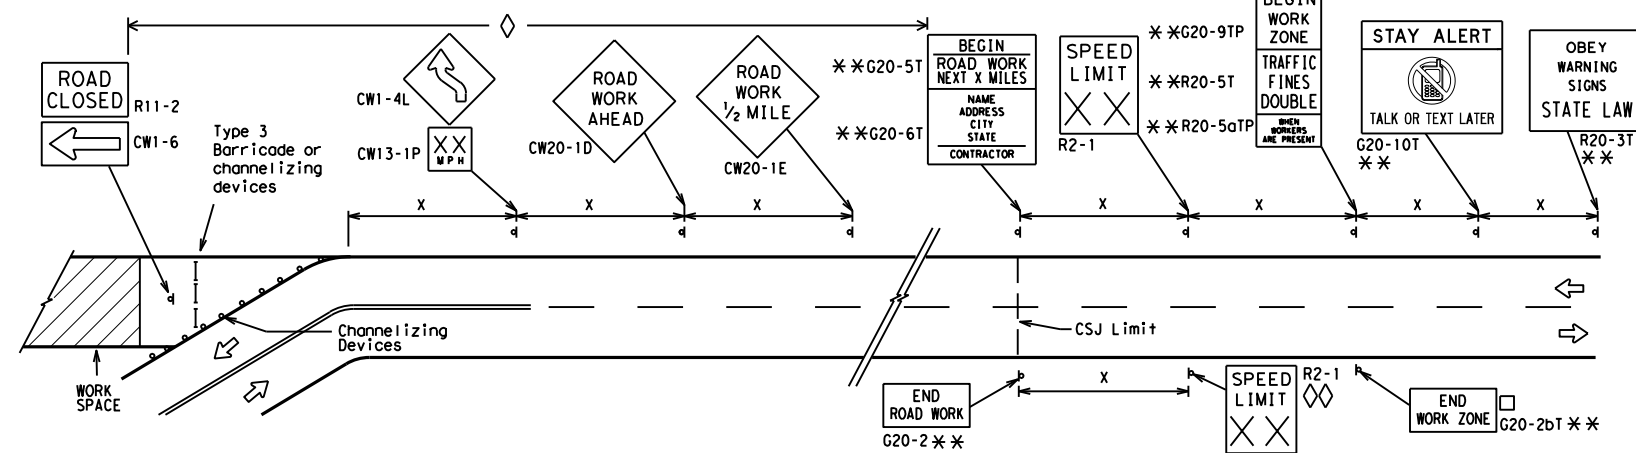 ROAD
CLOSED
R11-2
CW1-6
Type 3
Barricade or
channelizing
devices
CW1-4L
XX
MPH
CW13-1P
ROAD
WORK
AHEAD
CW20-1D
ROAD
WORK
½ MILE
CW20-1E
**G20-5T
BEGIN
ROAD WORK
NEXT X MILES
**G20-6T
NAME
ADDRESS
CITY
STATE
CONTRACTOR
SPEED
LIMIT
XX
R2-1
**G20-9TP
BEGIN
WORK
ZONE
**R20-5T
TRAFFIC
FINES
DOUBLE
**R20-5aTP
WHEN
WORKERS
ARE PRESENT
STAY ALERT
TALK OR TEXT LATER
G20-10T
**
OBEY
WARNING
SIGNS
STATE LAW
R20-3T
**
X
X
X
X
X
X
X
Channelizing
Devices
CSJ Limit
WORK
SPACE
END
ROAD WORK
G20-2 **
X
SPEED
LIMIT
XX
R2-1
END
WORK ZONE
G20-2bT **